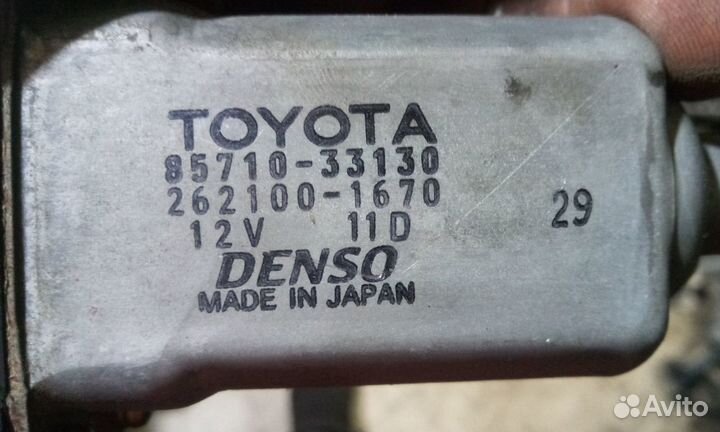 TOYOTA
85710-33130
262100-1670
12V 11D
29
DENSO
MADE IN JAPAN
Avito